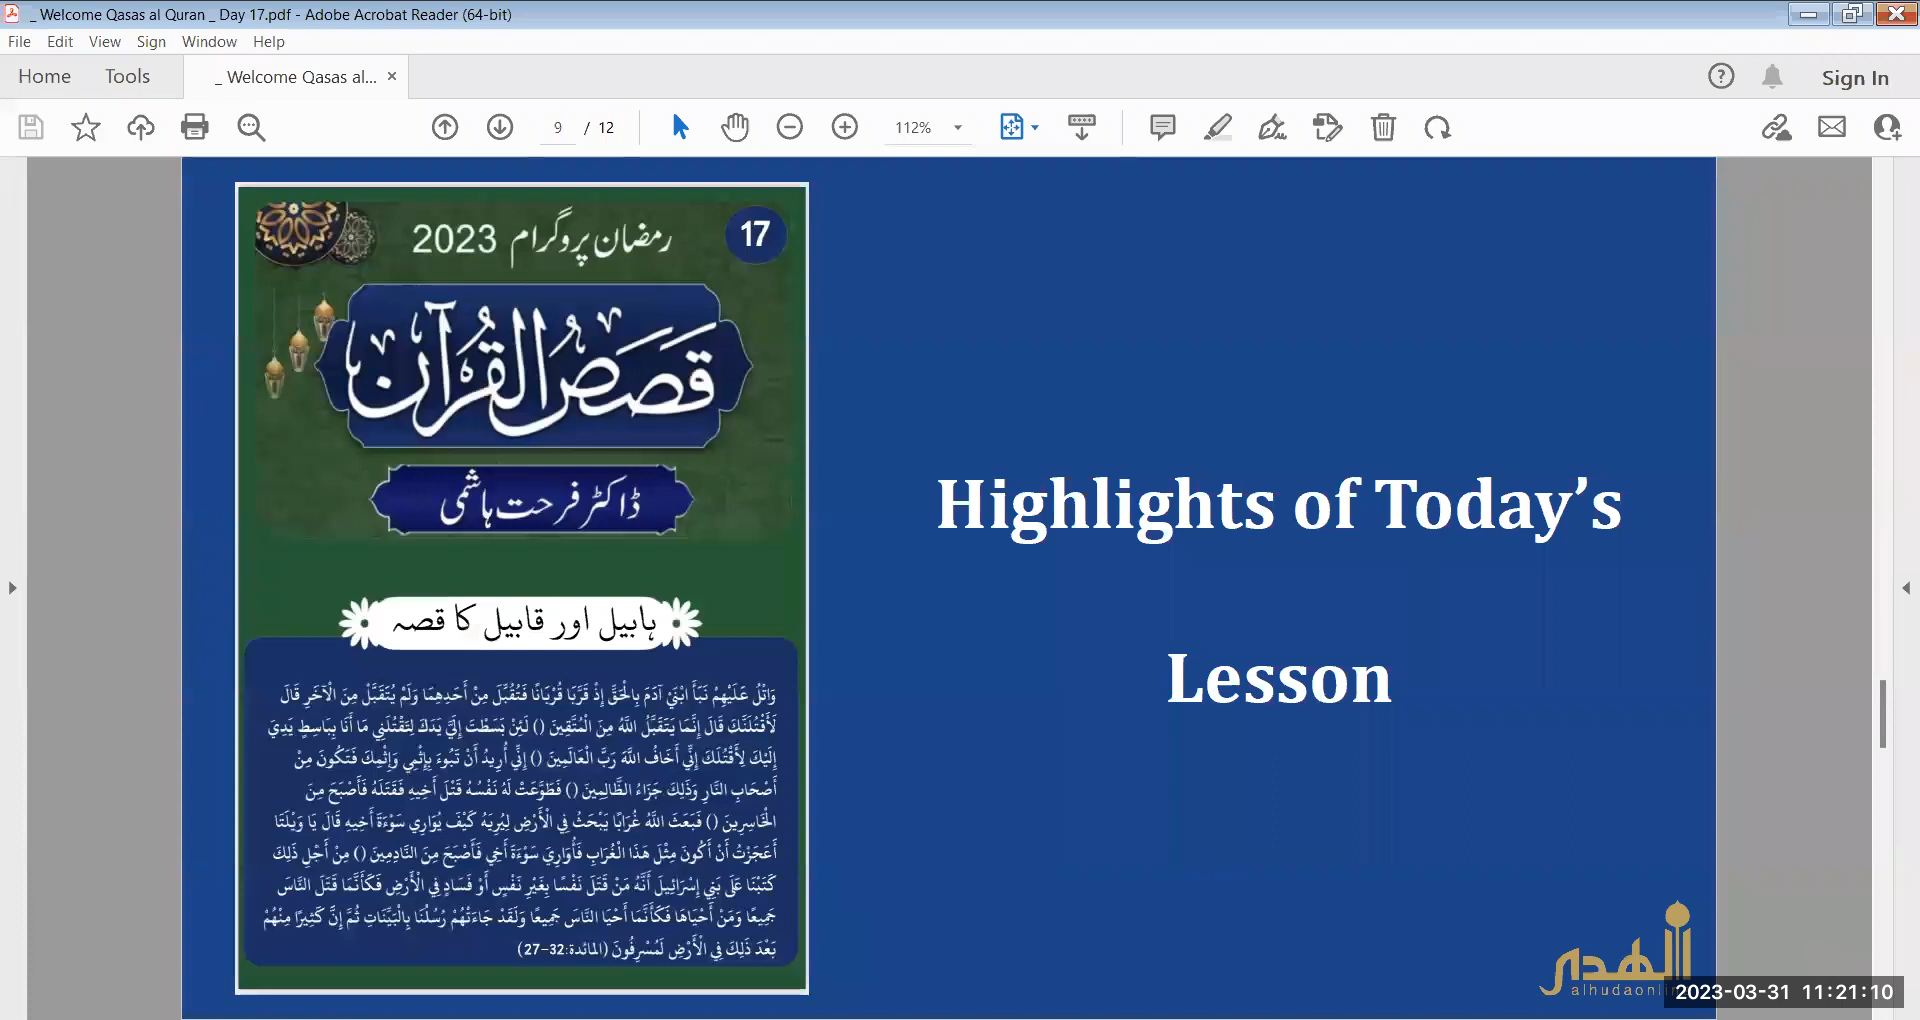 _ Welcome Qasas al Quran _ Day 17.pdf - Adobe Acrobat Reader (64-bit)
File Edit View Sign Window Help
Home Tools _ Welcome Qasas al... × Sign In
9 / 12 112%
رمضان پروگرام 2023
17
قَصَصُ الْقُرْآن
ڈاکٹر فرحت ہاشمی
ہابیل اور قابیل کا قصہ
وَاتْلُ عَلَيْهِمْ نَبَأَ ابْنَيْ آدَمَ بِالْحَقِّ إِذْ قَرَّبَا قُرْبَانًا فَتُقُبِّلَ مِنْ أَحَدِهِمَا وَلَمْ يُتَقَبَّلْ مِنَ الْآخَرِ قَالَ
لَأَقْتُلَنَّكَ قَالَ إِنَّمَا يَتَقَبَّلُ اللَّهُ مِنَ الْمُتَّقِينَ () لَئِنْ بَسَطْتَ إِلَيَّ يَدَكَ لِتَقْتُلَنِي مَا أَنَا بِبَاسِطٍ يَدِيَ
إِلَيْكَ لِأَقْتُلَكَ إِنِّي أَخَافُ اللَّهَ رَبَّ الْعَالَمِينَ () إِنِّي أُرِيدُ أَنْ تَبُوءَ بِإِثْمِي وَإِثْمِكَ فَتَكُونَ مِنْ
أَصْحَابِ النَّارِ وَذَلِكَ جَزَاءُ الظَّالِمِينَ () فَطَوَّعَتْ لَهُ نَفْسُهُ قَتْلَ أَخِيهِ فَقَتَلَهُ فَأَصْبَحَ مِنَ
الْخَاسِرِينَ () فَبَعَثَ اللَّهُ غُرَابًا يَبْحَثُ فِي الْأَرْضِ لِيُرِيَهُ كَيْفَ يُوَارِي سَوْءَةَ أَخِيهِ قَالَ يَا وَيْلَتَا
أَعَجَزْتُ أَنْ أَكُونَ مِثْلَ هَذَا الْغُرَابِ فَأُوَارِيَ سَوْءَةَ أَخِي فَأَصْبَحَ مِنَ النَّادِمِينَ () مِنْ أَجْلِ ذَلِكَ
كَتَبْنَا عَلَى بَنِي إِسْرَائِيلَ أَنَّهُ مَنْ قَتَلَ نَفْسًا بِغَيْرِ نَفْسٍ أَوْ فَسَادٍ فِي الْأَرْضِ فَكَأَنَّمَا قَتَلَ النَّاسَ
جَمِيعًا وَمَنْ أَحْيَاهَا فَكَأَنَّمَا أَحْيَا النَّاسَ جَمِيعًا وَلَقَدْ جَاءَتْهُمْ رُسُلُنَا بِالْبَيِّنَاتِ ثُمَّ إِنَّ كَثِيرًا مِنْهُمْ
بَعْدَ ذَلِكَ فِي الْأَرْضِ لَمُسْرِفُونَ (المائدة:32-27)
Highlights of Today’s
Lesson
الهدى
2023-03-31 11:21:10